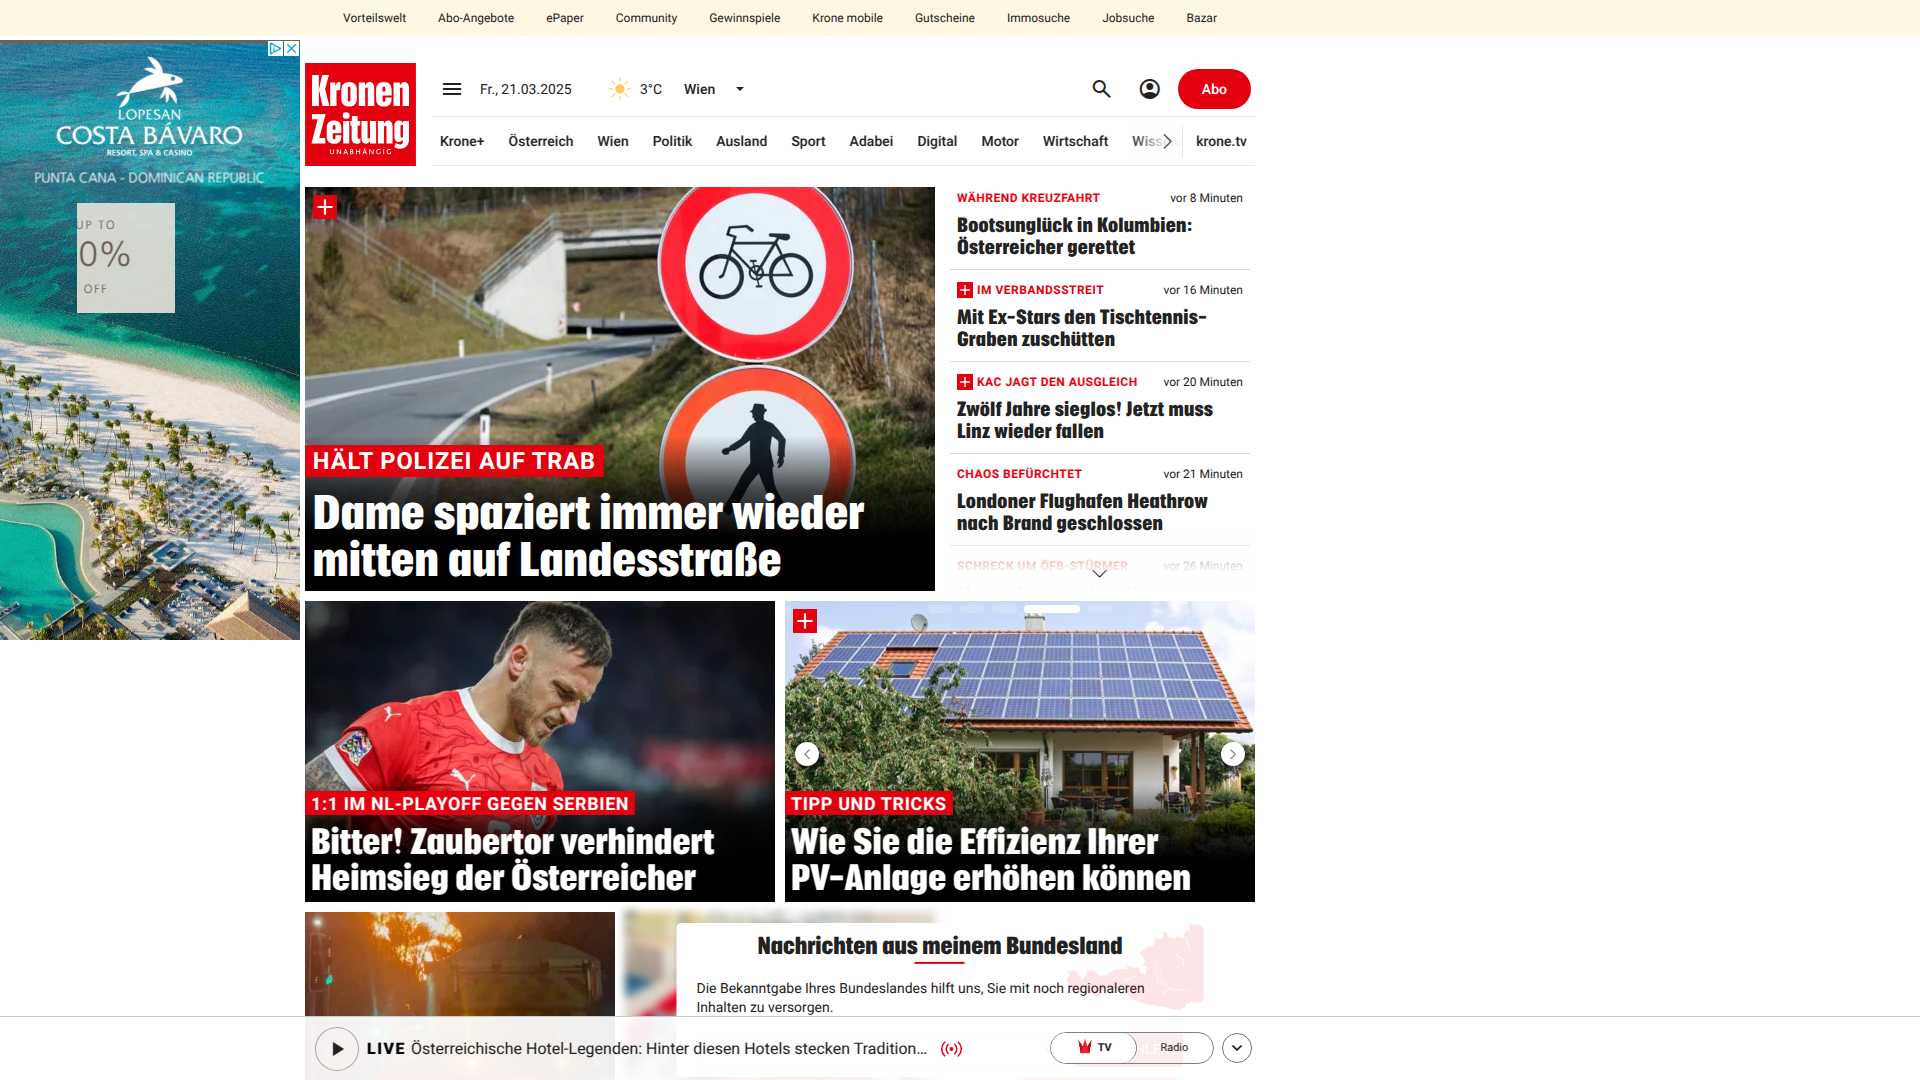 Vorteilswelt Abo-Angebote ePaper Community Gewinnspiele Krone mobile Gutscheine Immosuche Jobsuche Bazar
LOPESAN
COSTA BÁVARO
RESORT, SPA & CASINO
PUNTA CANA - DOMINICAN REPUBLIC
UP TO
0%
OFF
Kronen
Zeitung
UNABHÄNGIG
Fr., 21.03.2025 3°C Wien Abo
Krone+ Österreich Wien Politik Ausland Sport Adabei Digital Motor Wirtschaft krone.tv
HÄLT POLIZEI AUF TRAB
Dame spaziert immer wieder
mitten auf Landesstraße
WÄHREND KREUZFAHRT vor 8 Minuten
Bootsunglück in Kolumbien:
Österreicher gerettet
IM VERBANDSSTREIT vor 16 Minuten
Mit Ex-Stars den Tischtennis-
Graben zuschütten
KAC JAGT DEN AUSGLEICH vor 20 Minuten
Zwölf Jahre sieglos! Jetzt muss
Linz wieder fallen
CHAOS BEFÜRCHTET vor 21 Minuten
Londoner Flughafen Heathrow
nach Brand geschlossen
SCHRECK UM ÖFB-STÜRMER vor 26 Minuten
1:1 IM NL-PLAYOFF GEGEN SERBIEN
Bitter! Zaubertor verhindert
Heimsieg der Österreicher
TIPP UND TRICKS
Wie Sie die Effizienz Ihrer
PV-Anlage erhöhen können
Nachrichten aus meinem Bundesland
Die Bekanntgabe Ihres Bundeslandes hilft uns, Sie mit noch regionaleren
Inhalten zu versorgen.
LIVE Österreichische Hotel-Legenden: Hinter diesen Hotels stecken Tradition... TV Radio